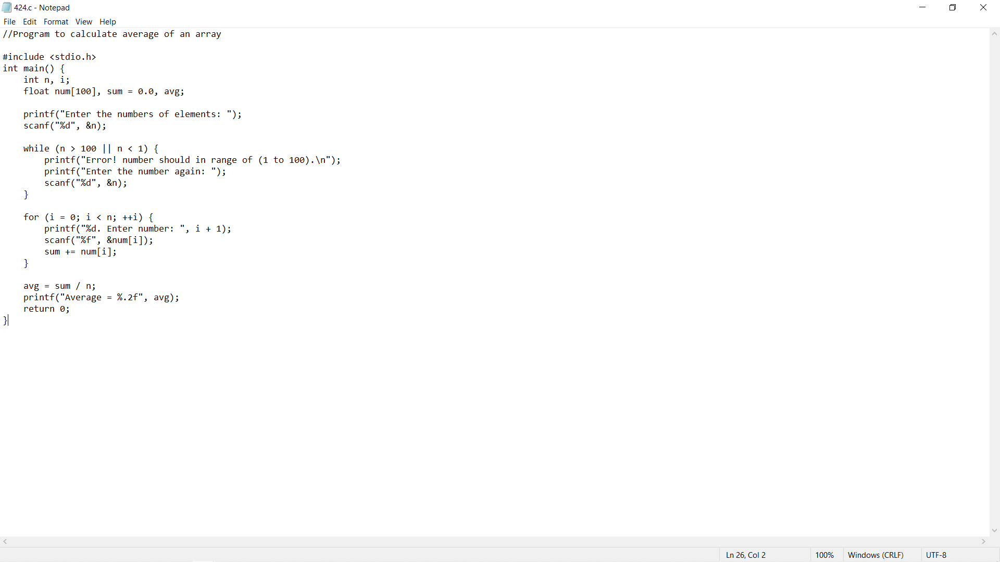 424.c - Notepad
File Edit Format View Help
//Program to calculate average of an array

#include <stdio.h>
int main() {
    int n, i;
    float num[100], sum = 0.0, avg;

    printf("Enter the numbers of elements: ");
    scanf("%d", &n);

    while (n > 100 || n < 1) {
        printf("Error! number should in range of (1 to 100).\n");
        printf("Enter the number again: ");
        scanf("%d", &n);
    }

    for (i = 0; i < n; ++i) {
        printf("%d. Enter number: ", i + 1);
        scanf("%f", &num[i]);
        sum += num[i];
    }

    avg = sum / n;
    printf("Average = %.2f", avg);
    return 0;
}
Ln 26, Col 2 100% Windows (CRLF) UTF-8